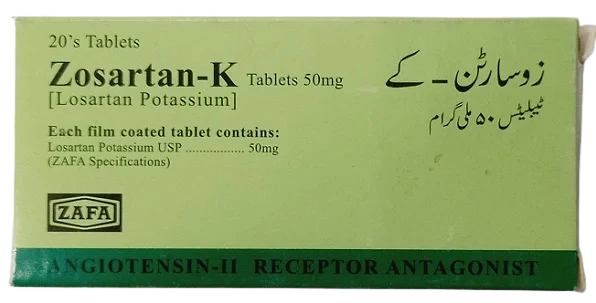 20's Tablets
Zosartan-K Tablets 50mg
[Losartan Potassium]
زوسارٹن - کے
ٹیبلیٹس ۵۰ ملی گرام
Each film coated tablet contains:
Losartan Potassium USP ................. 50mg
(ZAFA Specifications)
ZAFA
ANGIOTENSIN-II RECEPTOR ANTAGONIST